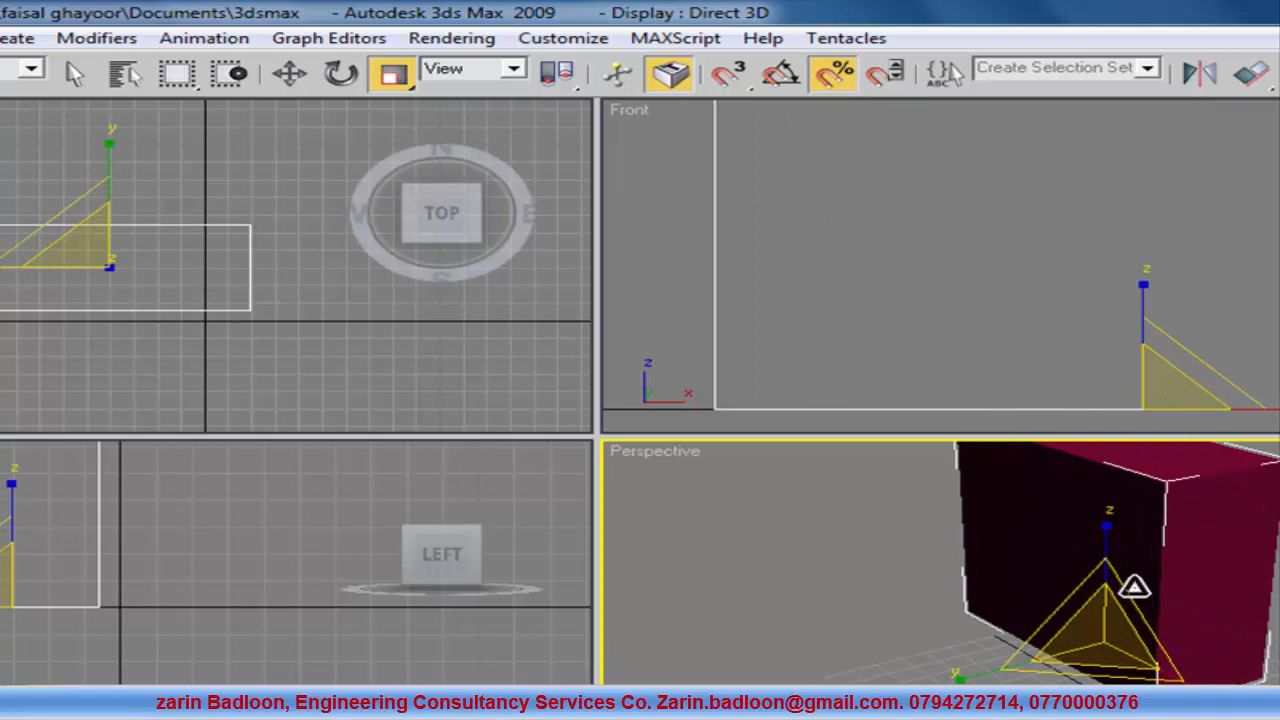 faisal ghayoor\Documents\3dsmax - Autodesk 3ds Max 2009 - Display : Direct 3D
eate Modifiers Animation Graph Editors Rendering Customize MAXScript Help Tentacles
View 3 % ABC Create Selection Set
y
z
N
W TOP E
S
Front
z
z
x
z
LEFT
Perspective
z
y
zarin Badloon, Engineering Consultancy Services Co. Zarin.badloon@gmail.com. 0794272714, 0770000376